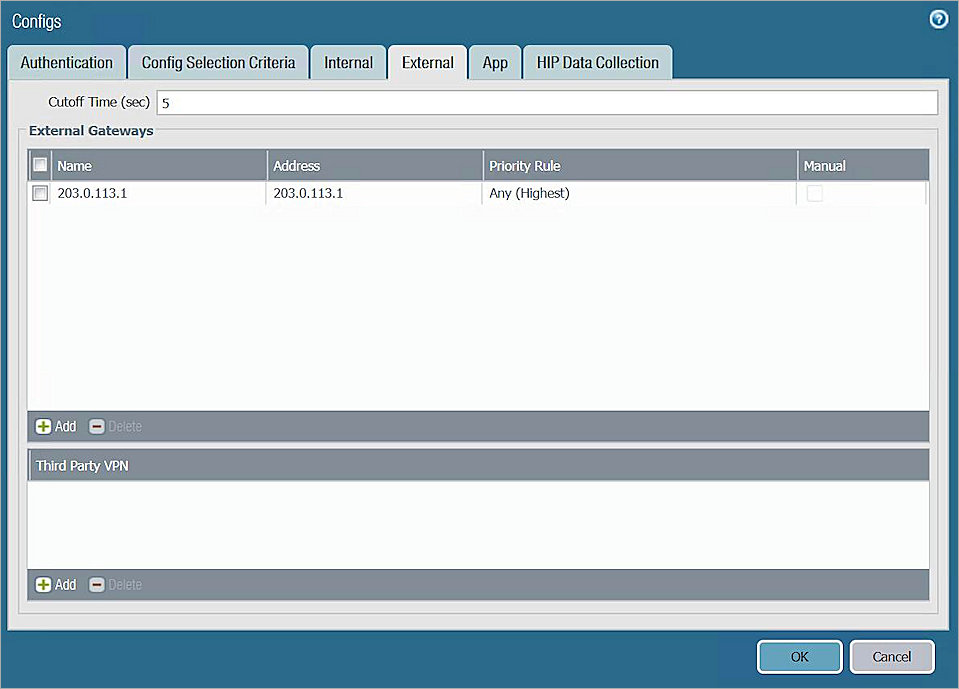 Configs
Authentication Config Selection Criteria Internal External App HIP Data Collection
Cutoff Time (sec) 5
External Gateways
Name Address Priority Rule Manual
203.0.113.1 203.0.113.1 Any (Highest)
Add Delete
Third Party VPN
Add Delete
OK Cancel